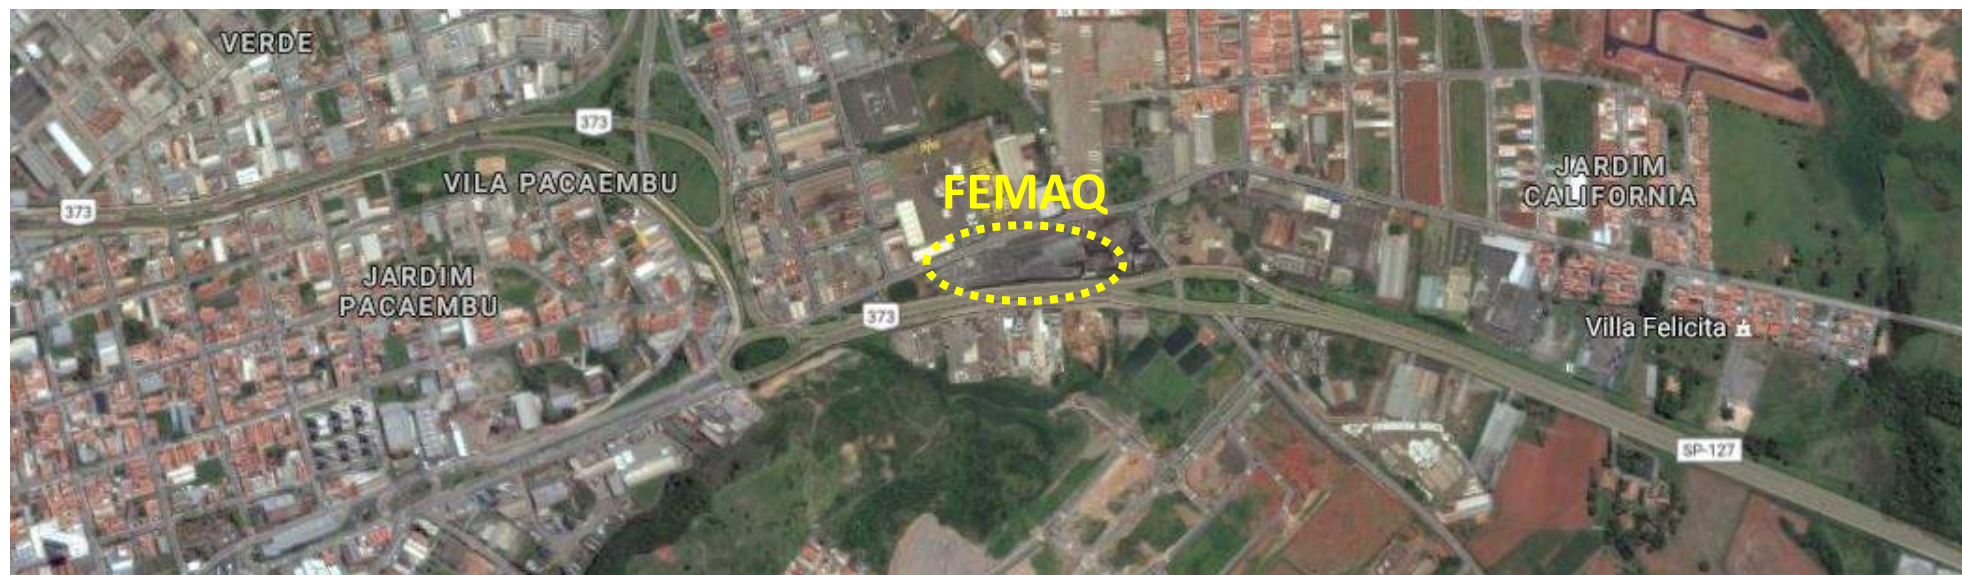 VERDE
373
VILA PACAEMBU
373
FEMAQ
JARDIM
CALIFORNIA
JARDIM
PACAEMBU
373
Villa Felicita
SP-127